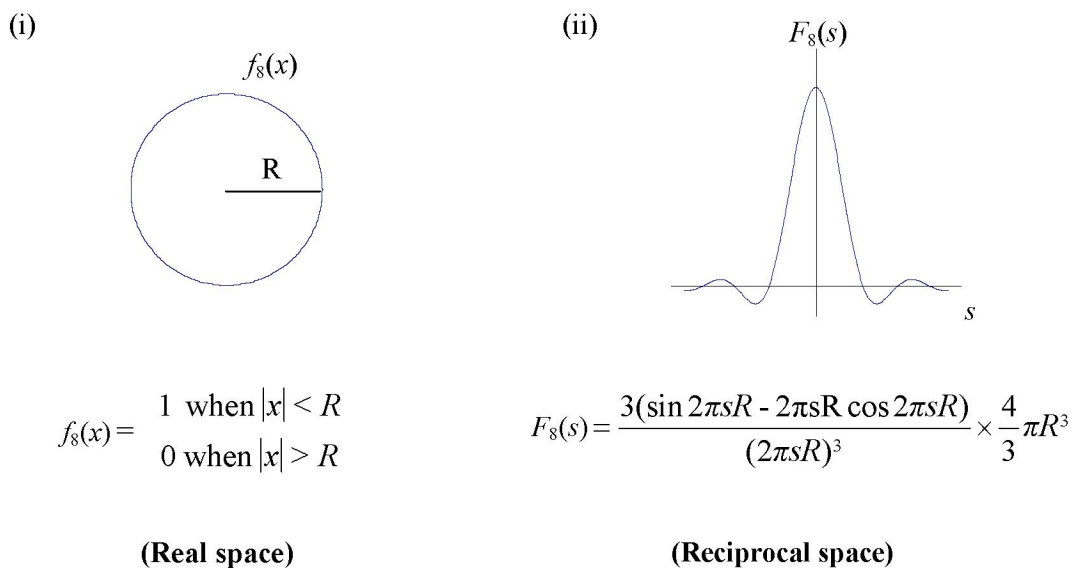 (i)
f₈(x)
R
f₈(x) = 1 when |x| < R
0 when |x| > R
(Real space)
(ii)
F₈(s)
s
F₈(s) = 3(sin 2πsR - 2πsR cos 2πsR) / (2πsR)³ × 4/3 πR³
(Reciprocal space)